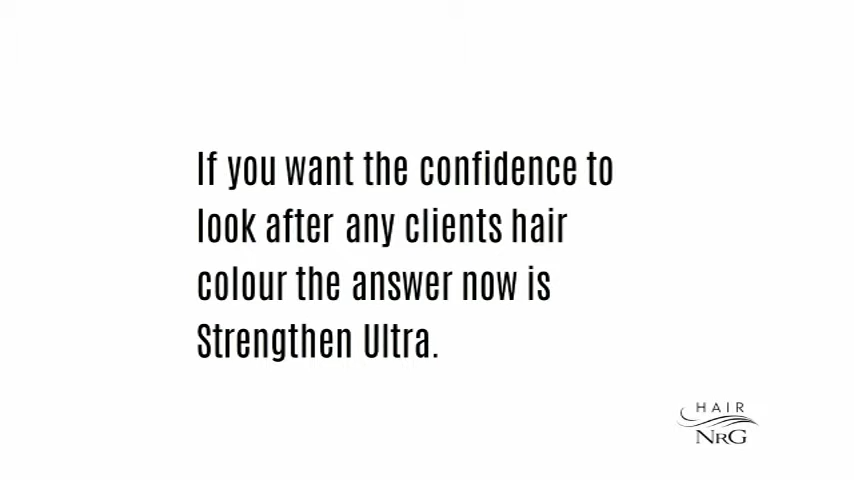 If you want the confidence to
look after any clients hair
colour the answer now is
Strengthen Ultra.
HAIR
NRG